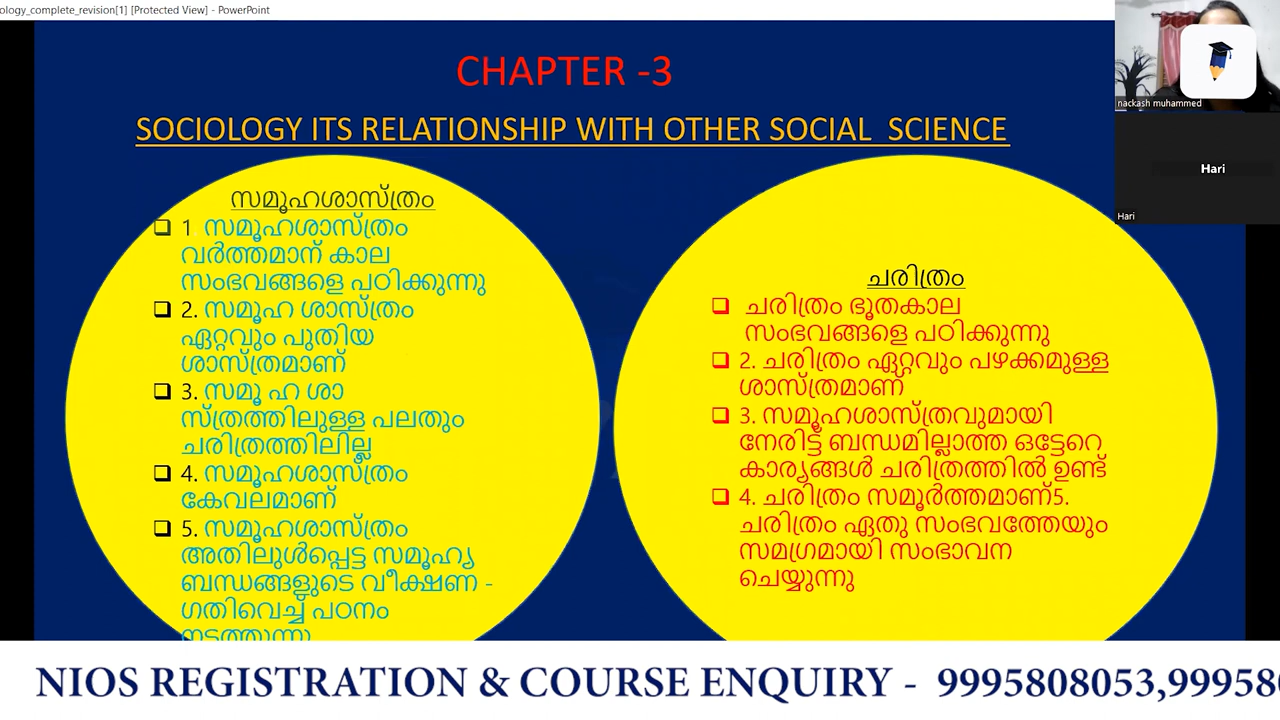 ology_complete_revision[1] [Protected View] - PowerPoint
CHAPTER -3
SOCIOLOGY ITS RELATIONSHIP WITH OTHER SOCIAL SCIENCE
സമൂഹശാസ്ത്രം
1 സമൂഹശാസ്ത്രം
വർത്തമാന് കാല
സംഭവങ്ങളെ പഠിക്കുന്നു
2. സമൂഹ ശാസ്ത്രം
ഏറ്റവും പുതിയ
ശാസ്ത്രമാണ്
3. സമൂ ഹ ശാ
സ്ത്രത്തിലുള്ള പലതും
ചരിത്രത്തിലില്ല
4. സമൂഹശാസ്ത്രം
കേവലമാണ്
5. സമൂഹശാസ്ത്രം
അതിലുൾപ്പെട്ട സമൂഹ്യ
ബന്ധങ്ങളുടെ വീക്ഷണ -
ഗതിവെച്ച് പഠനം
നടത്തുന്നു
ചരിത്രം
ചരിത്രം ഭൂതകാല
സംഭവങ്ങളെ പഠിക്കുന്നു
2. ചരിത്രം ഏറ്റവും പഴക്കമുള്ള
ശാസ്ത്രമാണ്
3. സമൂഹശാസ്ത്രവുമായി
നേരിട്ട് ബന്ധമില്ലാത്ത ഒട്ടേറെ
കാര്യങ്ങൾ ചരിത്രത്തിൽ ഉണ്ട്
4. ചരിത്രം സമൂർത്തമാണ്5.
ചരിത്രം ഏതു സംഭവത്തേയും
സമഗ്രമായി സംഭാവന
ചെയ്യുന്നു
nackash muhammed
Hari
Hari
NIOS REGISTRATION & COURSE ENQUIRY - 9995808053,99958